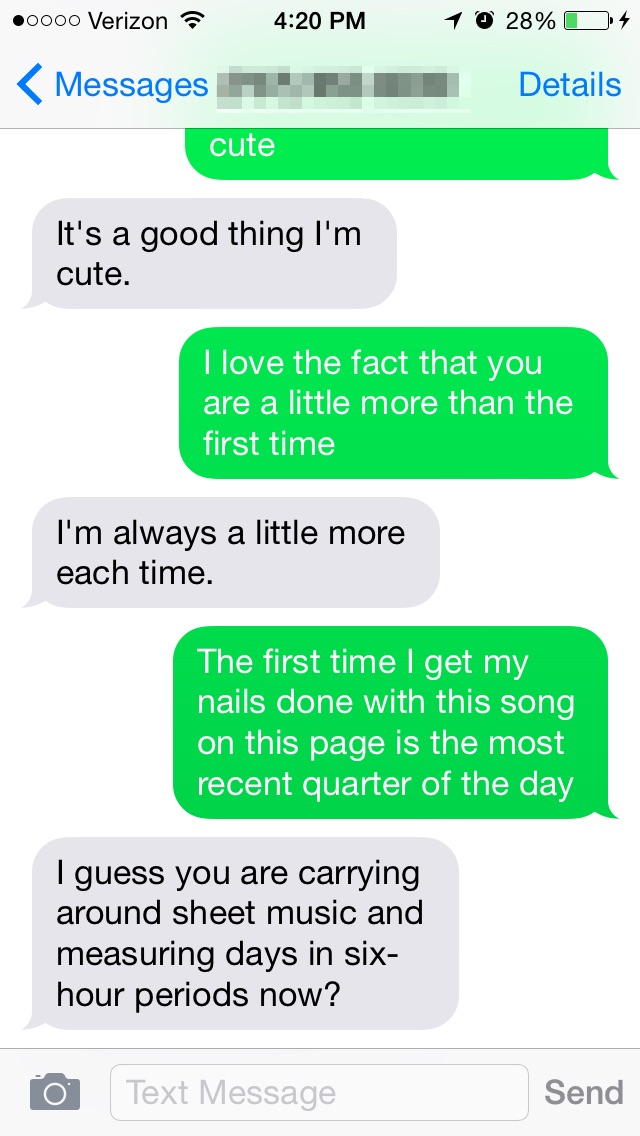 Verizon 4:20 PM 28%
Messages Details
cute
It's a good thing I'm
cute.
I love the fact that you
are a little more than the
first time
I'm always a little more
each time.
The first time I get my
nails done with this song
on this page is the most
recent quarter of the day
I guess you are carrying
around sheet music and
measuring days in six-
hour periods now?
Text Message Send